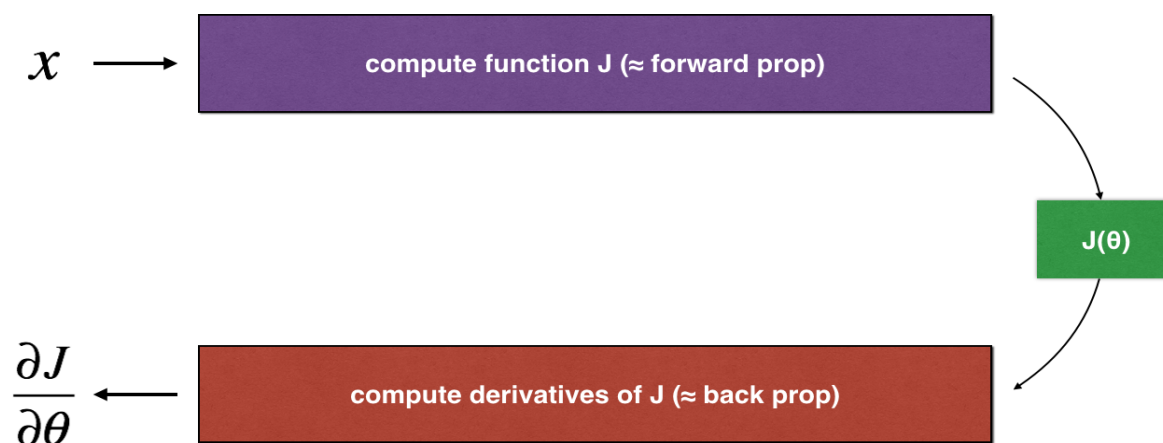 x
compute function J (≈ forward prop)
J(θ)
∂J
∂θ
compute derivatives of J (≈ back prop)